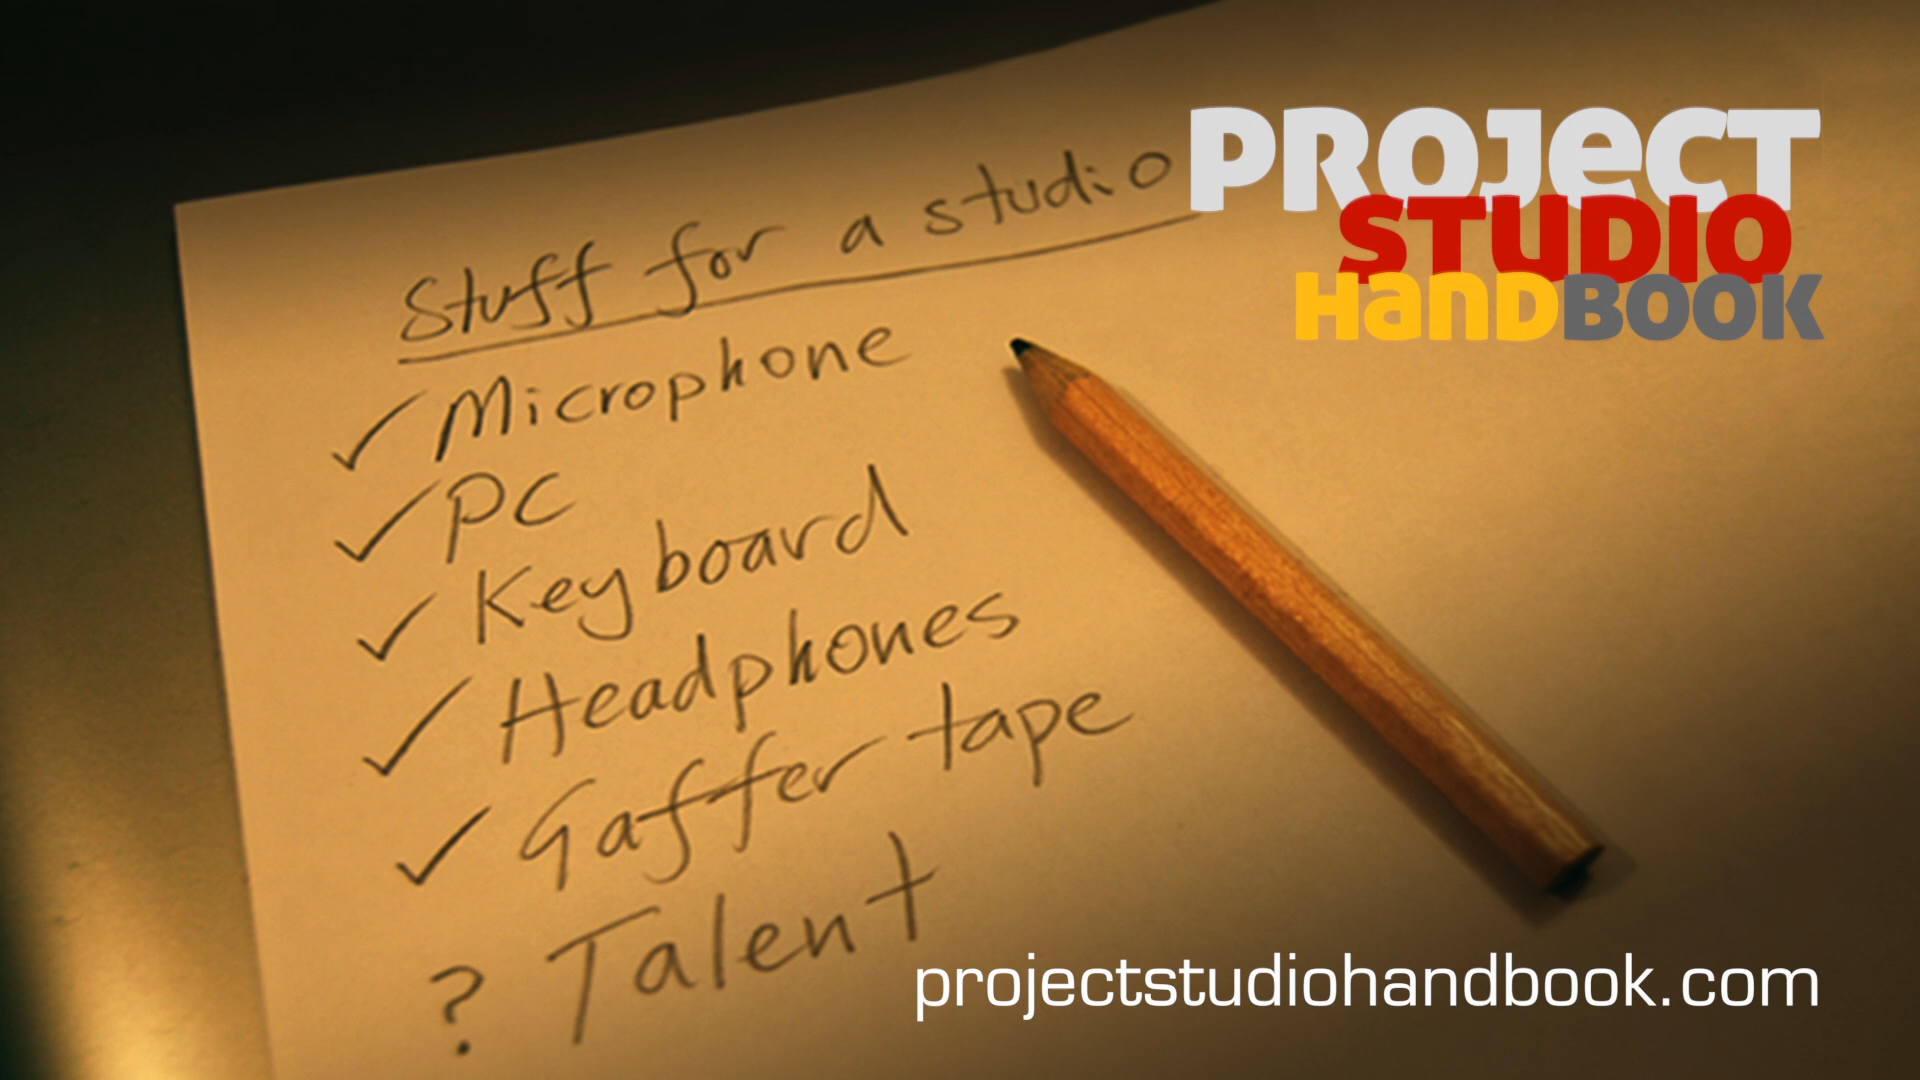 Stuff for a studio
✓ Microphone
✓ PC
✓ Keyboard
✓ Headphones
✓ Gaffer tape
? Talent
PROJECT
STUDIO
HANDBOOK
projectstudiohandbook.com